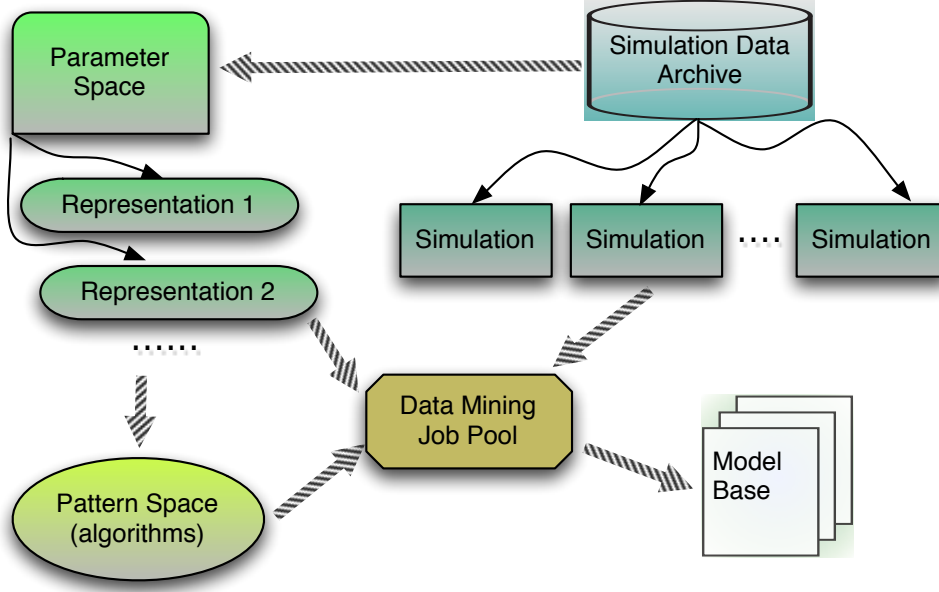 Parameter
Space
Simulation Data
Archive
Representation 1
Representation 2
......
Simulation
Simulation
....
Simulation
Data Mining
Job Pool
Pattern Space
(algorithms)
Model
Base